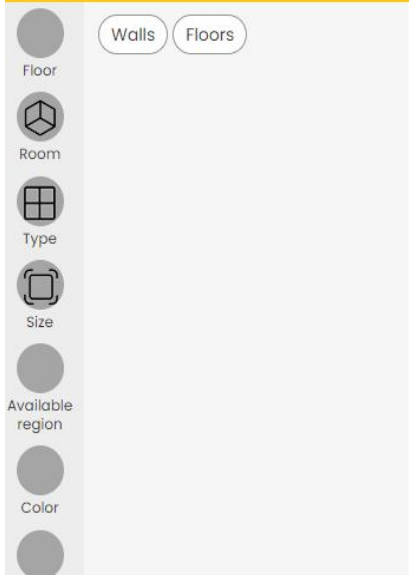 Walls Floors
Floor
Room
Type
Size
Available
region
Color